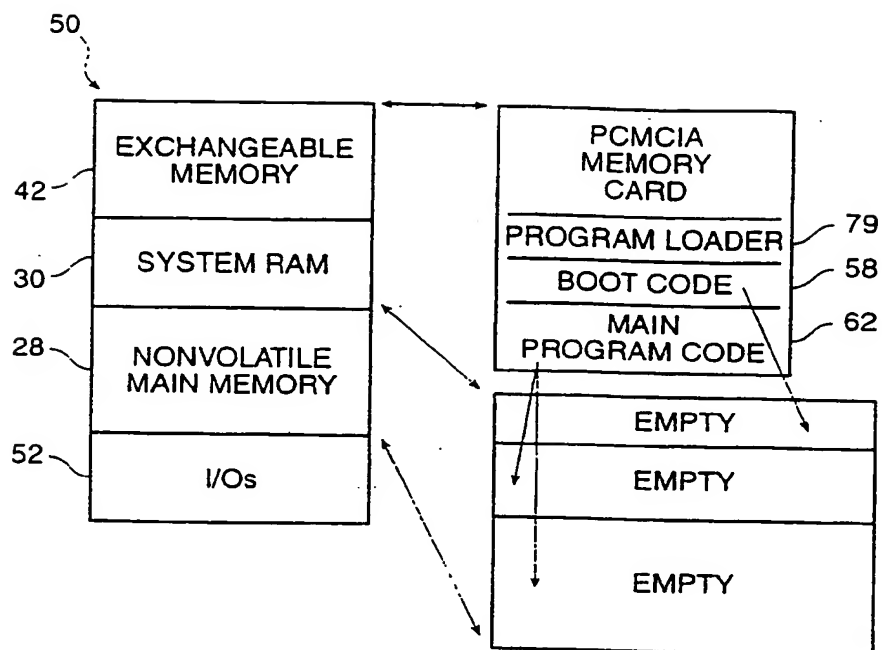 50
EXCHANGEABLE
MEMORY
42
SYSTEM RAM
30
28
NONVOLATILE
MAIN MEMORY
52
I/Os
PCMCIA
MEMORY
CARD
PROGRAM LOADER
79
BOOT CODE
58
MAIN
PROGRAM CODE
62
EMPTY
EMPTY
EMPTY